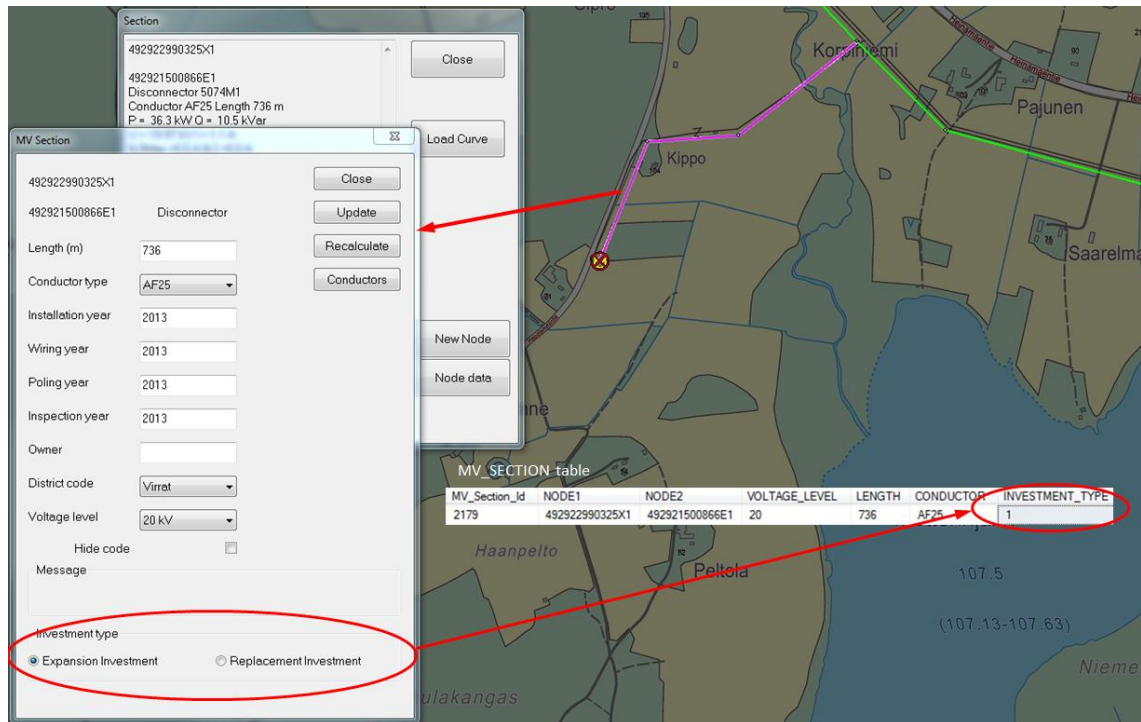 Section
492922990325X1
492921500866E1
Disconnector 5074M1
Conductor AF25 Length 736 m
P = 36.3 kW Q = 10.5 kVar
Close
Load Curve
New Node
Node data
MV Section
492922990325X1
Close
492921500866E1 Disconnector
Update
Length (m) 736
Recalculate
Conductor type AF25
Conductors
Installation year 2013
Wiring year 2013
Poling year 2013
Inspection year 2013
Owner
District code Virrat
Voltage level 20 kV
Hide code
Message
Investment type
Expansion Investment Replacement Investment
Korpiniemi
Heinämäentie
Pajunen
Kippo
Z
Peltola
Haanpelto
107.5
(107.13-107.63)
MV_SECTION table
MV_Section_Id NODE1 NODE2 VOLTAGE_LEVEL LENGTH CONDUCTOR INVESTMENT_TYPE
2179 492922990325X1 492921500866E1 20 736 AF25 1